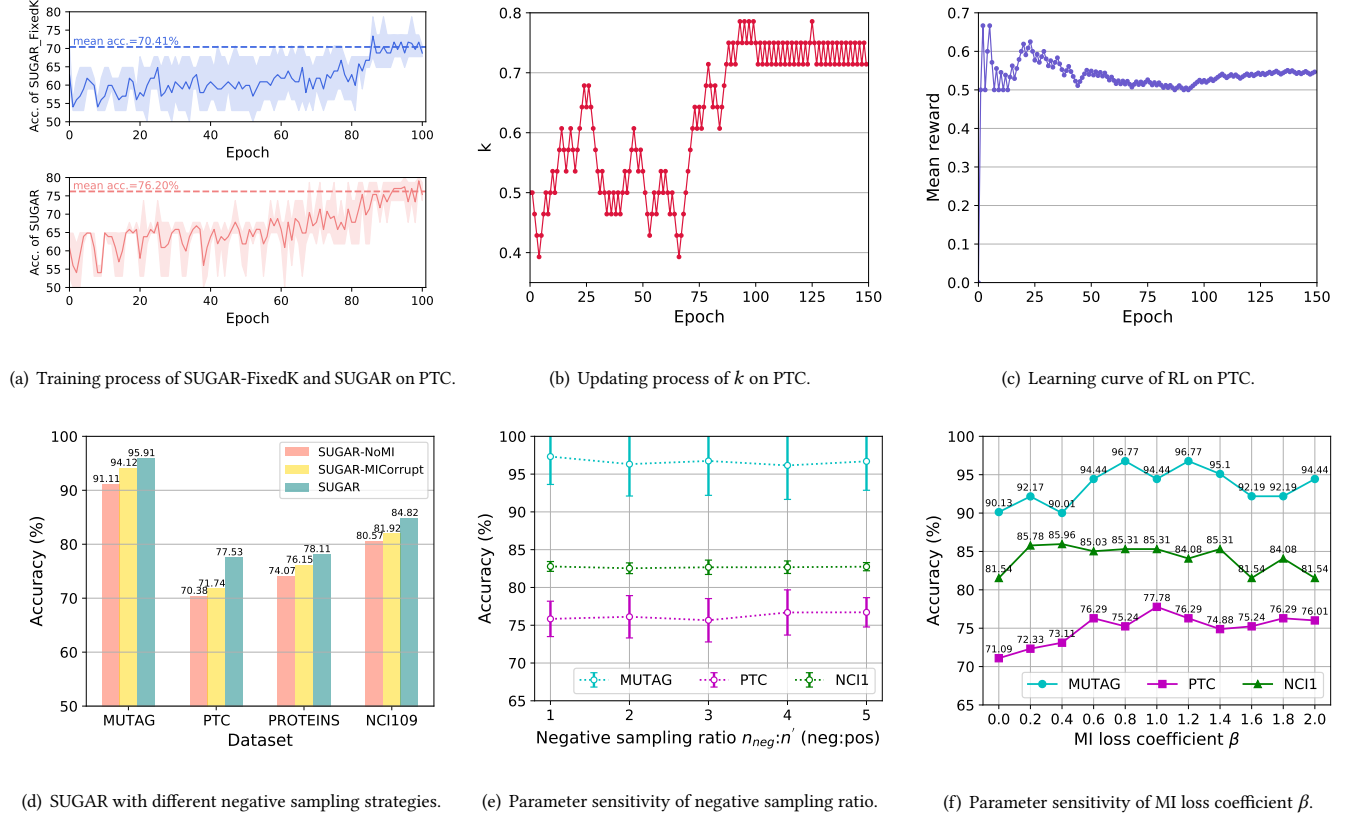 Acc. of SUGAR_FixedK
80
75
70
65
60
55
50
mean acc.=70.41%
0 20 40 60 80 100
Epoch
Acc. of SUGAR
80
75
70
65
60
55
50
mean acc.=76.20%
0 20 40 60 80 100
Epoch
(a) Training process of SUGAR-FixedK and SUGAR on PTC.
k
0.8
0.7
0.6
0.5
0.4
0 25 50 75 100 125 150
Epoch
(b) Updating process of k on PTC.
Mean reward
0.7
0.6
0.5
0.4
0.3
0.2
0.1
0.0
0 25 50 75 100 125 150
Epoch
(c) Learning curve of RL on PTC.
Accuracy (%)
100
90
80
70
60
50
SUGAR-NoMI
SUGAR-MICorrupt
SUGAR
91.11 94.12 95.91
70.38 71.74 77.53
74.07 76.15 78.11
80.57 81.92 84.82
MUTAG PTC PROTEINS NCI109
Dataset
(d) SUGAR with different negative sampling strategies.
Accuracy (%)
100
95
90
85
80
75
70
65
MUTAG PTC NCI1
1 2 3 4 5
Negative sampling ratio n_neg:n′ (neg:pos)
(e) Parameter sensitivity of negative sampling ratio.
Accuracy (%)
100
95
90
85
80
75
70
65
90.13 92.17 90.01 94.44 96.77 94.44 96.77 95.1 92.19 92.19 94.44
81.54 85.78 85.96 85.03 85.31 85.31 84.08 85.31 81.54 84.08 81.54
71.09 72.33 73.11 76.29 75.24 77.78 76.29 74.88 75.24 76.29 76.01
MUTAG PTC NCI1
0.0 0.2 0.4 0.6 0.8 1.0 1.2 1.4 1.6 1.8 2.0
MI loss coefficient β
(f) Parameter sensitivity of MI loss coefficient β.